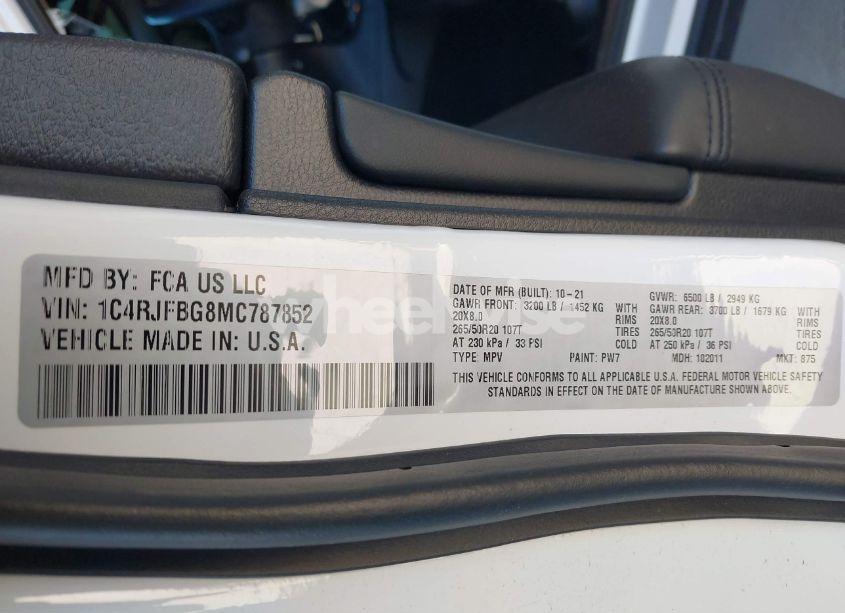 MFD BY: FCA US LLC
VIN: 1C4RJFBG8MC787852
VEHICLE MADE IN: U.S.A.
DATE OF MFR (BUILT): 10-21 GVWR: 6500 LB / 2949 KG
GAWR FRONT: 3200 LB / 1452 KG WITH GAWR REAR: 3700 LB / 1679 KG WITH
20X8.0 RIMS 20X8.0 RIMS
265/50R20 107T TIRES 265/50R20 107T TIRES
AT 230 kPa / 33 PSI COLD AT 250 kPa / 36 PSI COLD
TYPE: MPV PAINT: PW7 MDH: 102011 MKT: 875
THIS VEHICLE CONFORMS TO ALL APPLICABLE U.S.A. FEDERAL MOTOR VEHICLE SAFETY
STANDARDS IN EFFECT ON THE DATE OF MANUFACTURE SHOWN ABOVE.
wheelwise